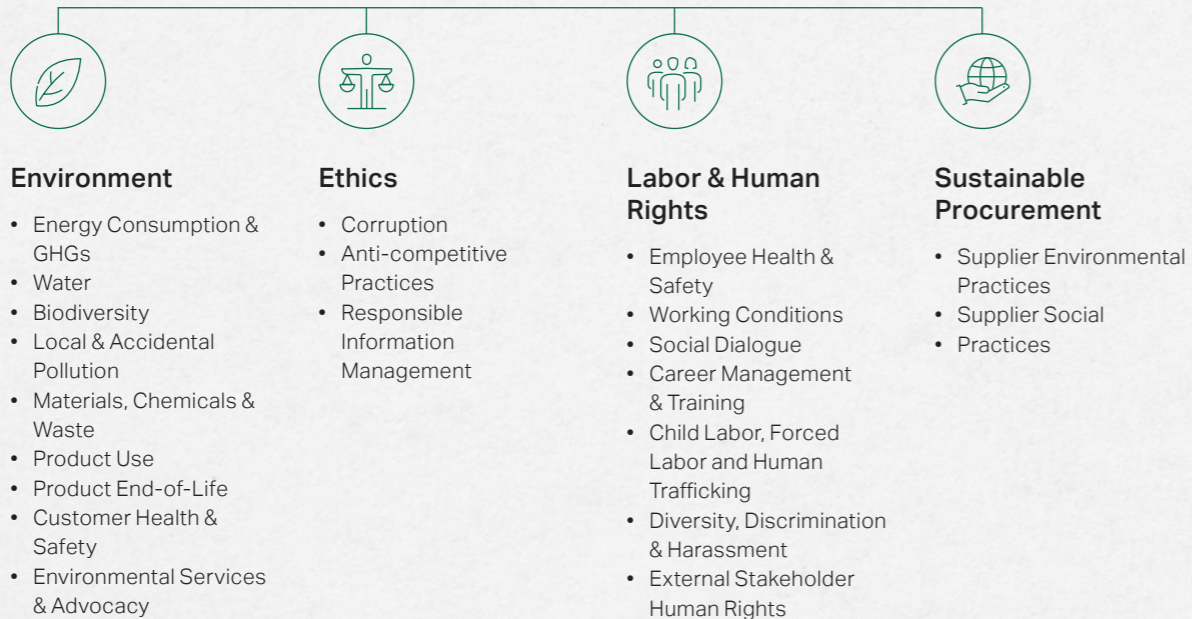 Environment
• Energy Consumption &
GHGs
• Water
• Biodiversity
• Local & Accidental
Pollution
• Materials, Chemicals &
Waste
• Product Use
• Product End-of-Life
• Customer Health &
Safety
• Environmental Services
& Advocacy
Ethics
• Corruption
• Anti-competitive
Practices
• Responsible
Information
Management
Labor & Human
Rights
• Employee Health &
Safety
• Working Conditions
• Social Dialogue
• Career Management
& Training
• Child Labor, Forced
Labor and Human
Trafficking
• Diversity, Discrimination
& Harassment
• External Stakeholder
Human Rights
Sustainable
Procurement
• Supplier Environmental
Practices
• Supplier Social
• Practices